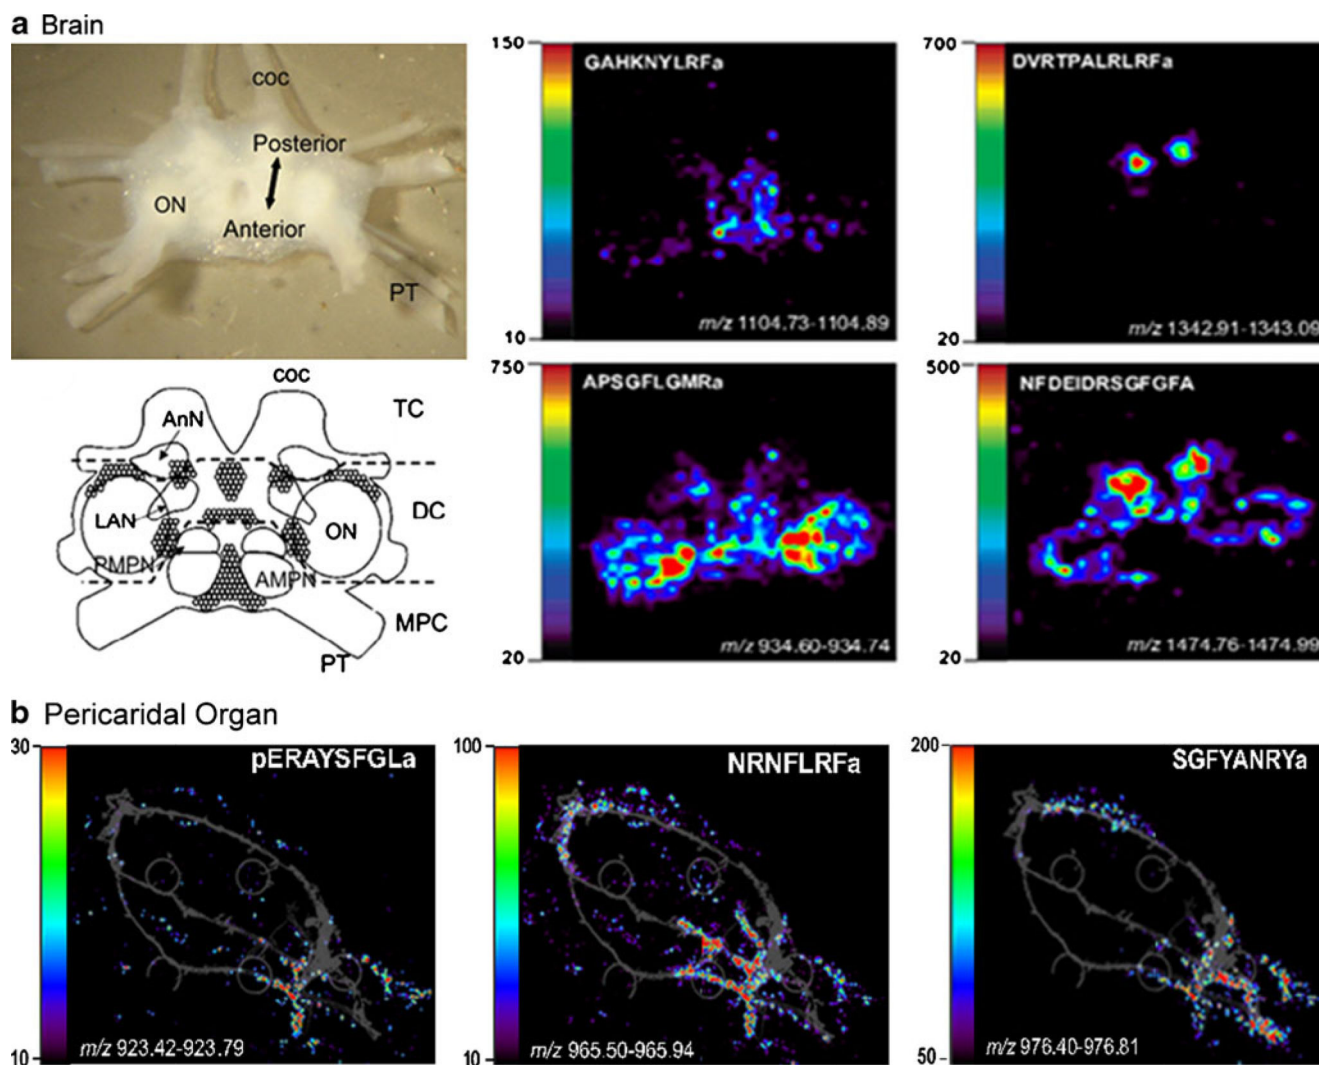 a Brain
coc
Posterior
ON
Anterior
PT
150
GAHKNYLRFa
10
m/z 1104.73-1104.89
700
DVRTPALRLRFa
20
m/z 1342.91-1343.09
coc
TC
AnN
LAN
DC
ON
PMPN
AMPN
MPC
PT
750
APSGFLGMRa
20
m/z 934.60-934.74
500
NFDEIDRSGFGFA
20
m/z 1474.76-1474.99
b Pericaridal Organ
30
pERAYSFGLa
10
m/z 923.42-923.79
100
NRNFLRFa
10
m/z 965.50-965.94
200
SGFYANRYa
50
m/z 976.40-976.81